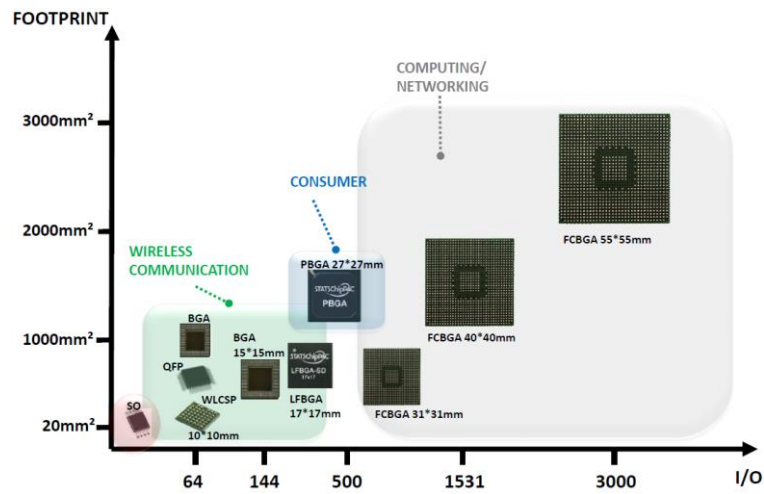 FOOTPRINT
COMPUTING/
NETWORKING
3000mm²
CONSUMER
2000mm²
FCBGA 55*55mm
WIRELESS
COMMUNICATION
PBGA 27*27mm
STATSChipPAC
PBGA
BGA
1000mm²
BGA
15*15mm
FCBGA 40*40mm
STATSChipPAC
LFBGA-SD
17x17
QFP
WLCSP
LFBGA
17*17mm
FCBGA 31*31mm
SO
20mm²
10*10mm
64
144
500
1531
3000
I/O